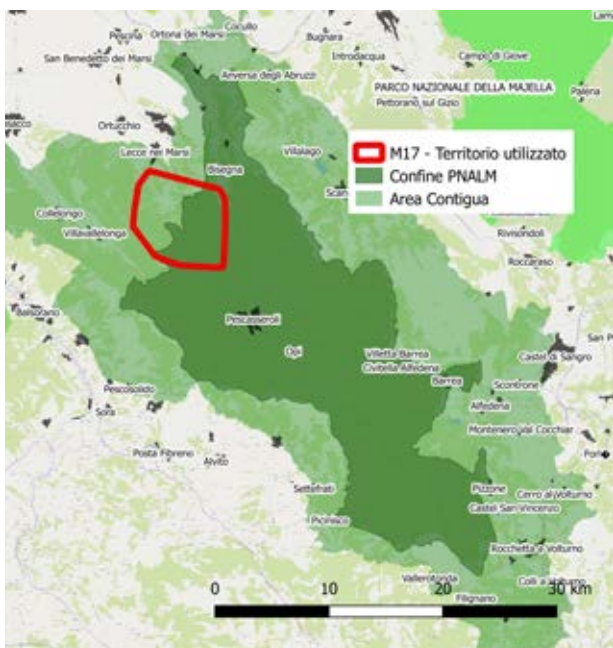 Cocullo
Pescina
Ortona dei Marsi
Bugnara
San Benedetto dei Marsi
Introdacqua
Campo di Giove
Anversa degli Abruzzi
PARCO NAZIONALE DELLA MAJELLA
Palena
Pettorano sul Gizio
Ortucchio
Lecce nei Marsi
Villalago
M17 - Territorio utilizzato
Bisegna
Confine PNALM
Area Contigua
Collelongo
Villavallelonga
Rivisondoli
Roccaraso
Balsorano
Pescasseroli
Opi
Villetta Barrea
Civitella Alfedena
Castel di Sangro
Barrea
Scontrone
Pescosolido
Alfedena
Sora
Montenero Val Cocchiar
Posta Fibreno
Alvito
Settefrati
Pizzone
Cerro al Volturno
Castel San Vincenzo
Picinisco
Rocchetta a Volturno
Vallerotonda
Colli a Volturno
0 10 20 30 km
Filignano